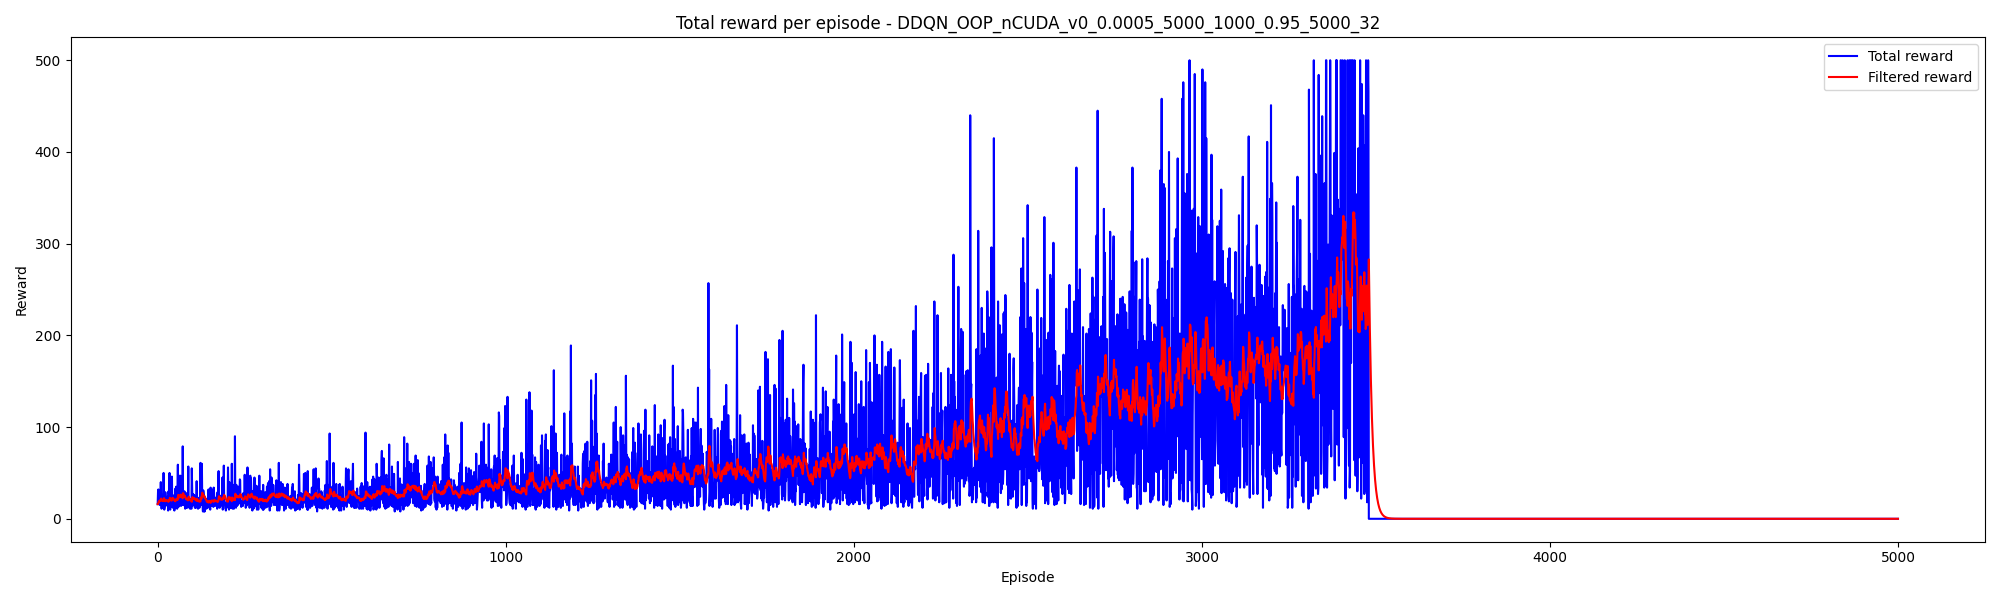 Total reward per episode - DDQN_OOP_nCUDA_v0_0.0005_5000_1000_0.95_5000_32
Total reward
Filtered reward
500
400
300
200
100
0
Reward
0 1000 2000 3000 4000 5000
Episode